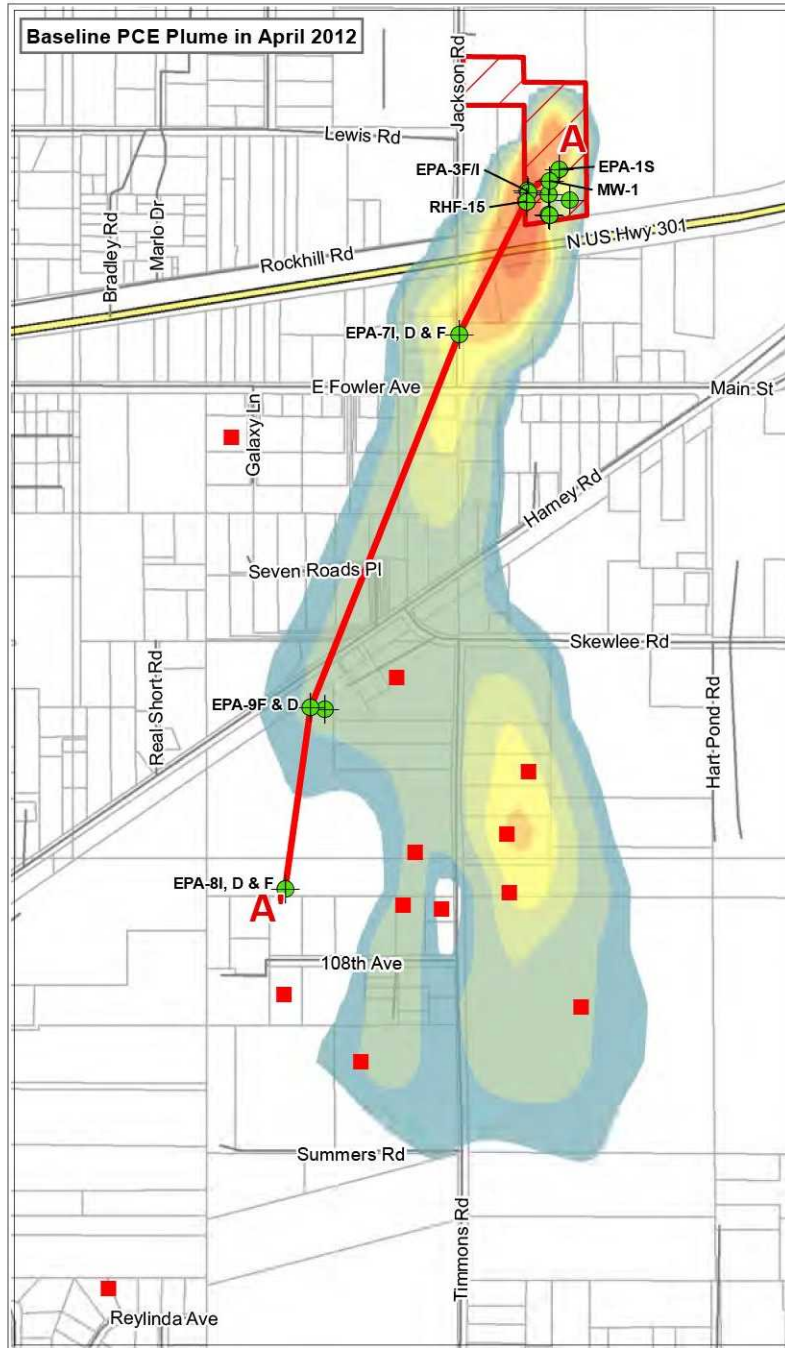 Baseline PCE Plume in April 2012
Jackson Rd
Lewis Rd
A
EPA-3F/I
EPA-1S
MW-1
RHF-15
Bradley Rd
Marlo Dr
Rockhill Rd
N US Hwy 301
EPA-7I, D & F
E Fowler Ave
Main St
Galaxy Ln
Harney Rd
Seven Roads Pl
Skewlee Rd
Real Short Rd
EPA-9F & D
Hart Pond Rd
EPA-8I, D & F
A'
108th Ave
Summers Rd
Timmons Rd
Reylinda Ave